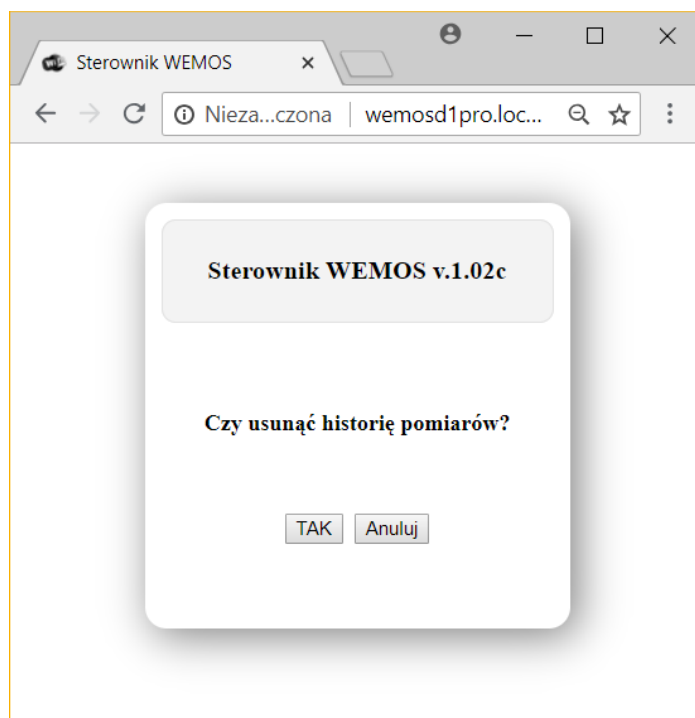 Sterownik WEMOS
Nieza...czona | wemosd1pro.loc...
Sterownik WEMOS v.1.02c
Czy usunąć historię pomiarów?
TAK Anuluj